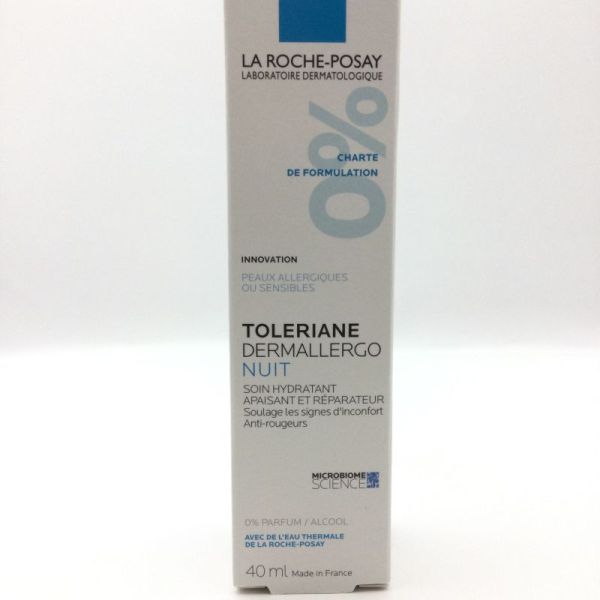 LA ROCHE-POSAY
LABORATOIRE DERMATOLOGIQUE
0%
CHARTE
DE FORMULATION
INNOVATION
PEAUX ALLERGIQUES
OU SENSIBLES
TOLERIANE
DERMALLERGO
NUIT
SOIN HYDRATANT
APAISANT ET RÉPARATEUR
Soulage les signes d'inconfort
Anti-rougeurs
MICROBIOME
SCIENCE
0% PARFUM / ALCOOL
AVEC DE L'EAU THERMALE
DE LA ROCHE-POSAY
40 ml Made in France